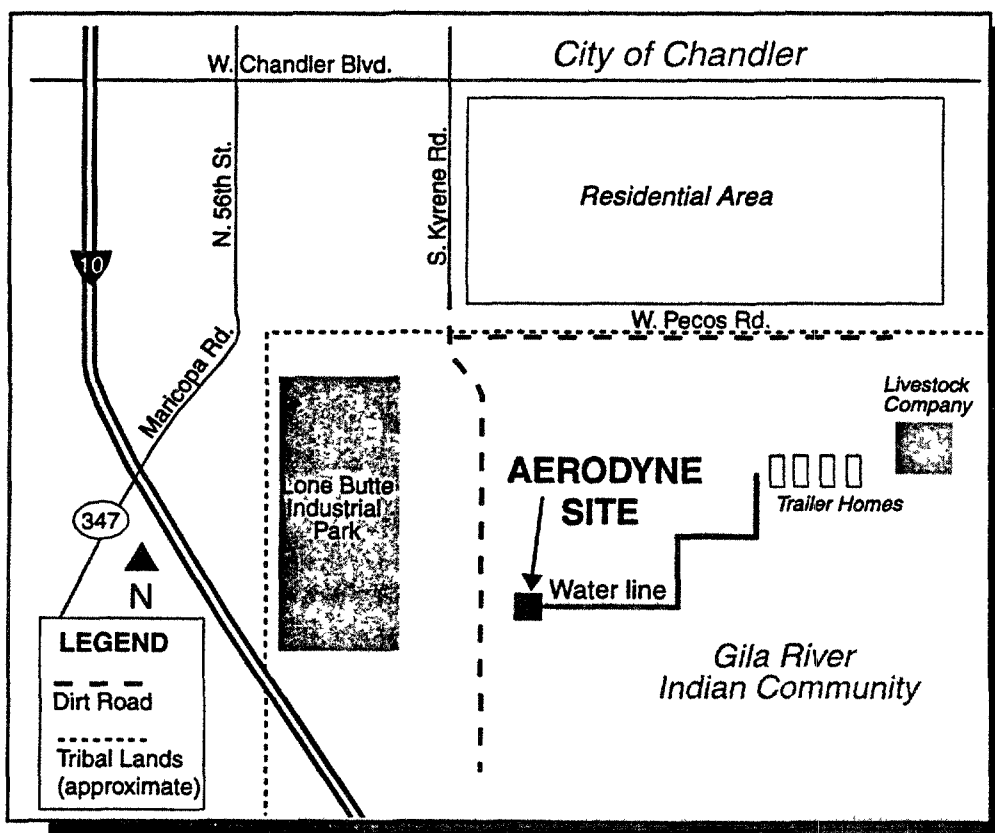 City of Chandler
W. Chandler Blvd.
N. 56th St.
S. Kyrene Rd.
Residential Area
10
W. Pecos Rd.
Maricopa Rd.
Livestock
Company
Lone Butte
Industrial
Park
AERODYNE
SITE
Trailer Homes
347
N
Water line
LEGEND
Dirt Road
Tribal Lands
(approximate)
Gila River
Indian Community